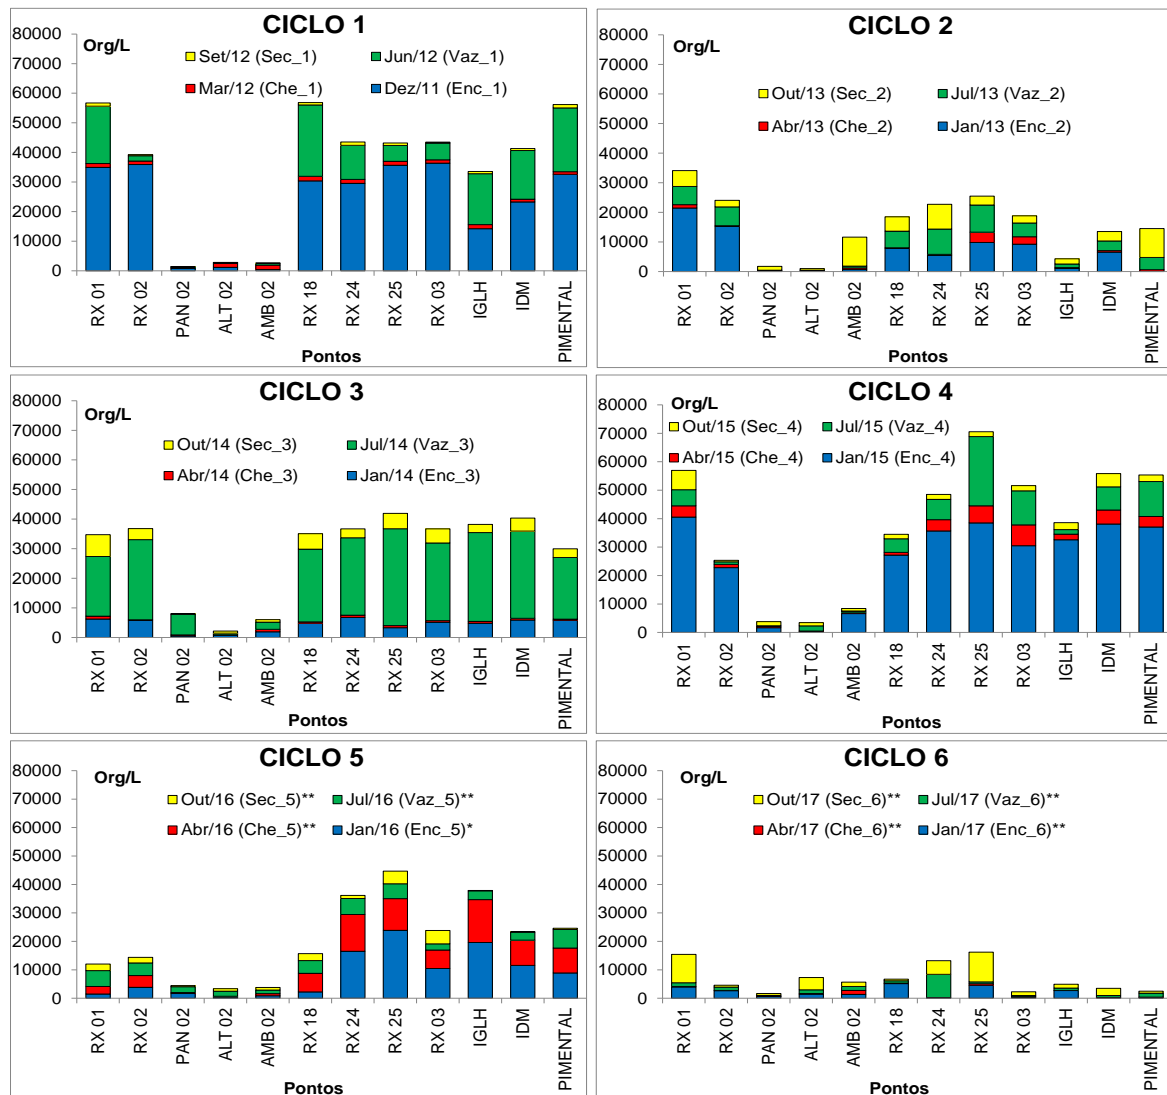 CICLO 1
Org/L
Set/12 (Sec_1) Jun/12 (Vaz_1)
Mar/12 (Che_1) Dez/11 (Enc_1)
80000
70000
60000
50000
40000
30000
20000
10000
0
RX 01 RX 02 PAN 02 ALT 02 AMB 02 RX 18 RX 24 RX 25 RX 03 IGLH IDM PIMENTAL
Pontos
CICLO 2
Org/L
Out/13 (Sec_2) Jul/13 (Vaz_2)
Abr/13 (Che_2) Jan/13 (Enc_2)
80000
70000
60000
50000
40000
30000
20000
10000
0
RX 01 RX 02 PAN 02 ALT 02 AMB 02 RX 18 RX 24 RX 25 RX 03 IGLH IDM PIMENTAL
Pontos
CICLO 3
Org/L
Out/14 (Sec_3) Jul/14 (Vaz_3)
Abr/14 (Che_3) Jan/14 (Enc_3)
80000
70000
60000
50000
40000
30000
20000
10000
0
RX 01 RX 02 PAN 02 ALT 02 AMB 02 RX 18 RX 24 RX 25 RX 03 IGLH IDM PIMENTAL
Pontos
CICLO 4
Org/L
Out/15 (Sec_4) Jul/15 (Vaz_4)
Abr/15 (Che_4) Jan/15 (Enc_4)
80000
70000
60000
50000
40000
30000
20000
10000
0
RX 01 RX 02 PAN 02 ALT 02 AMB 02 RX 18 RX 24 RX 25 RX 03 IGLH IDM PIMENTAL
Pontos
CICLO 5
Org/L
Out/16 (Sec_5)** Jul/16 (Vaz_5)**
Abr/16 (Che_5)** Jan/16 (Enc_5)*
80000
70000
60000
50000
40000
30000
20000
10000
0
RX 01 RX 02 PAN 02 ALT 02 AMB 02 RX 18 RX 24 RX 25 RX 03 IGLH IDM PIMENTAL
Pontos
CICLO 6
Org/L
Out/17 (Sec_6)** Jul/17 (Vaz_6)**
Abr/17 (Che_6)** Jan/17 (Enc_6)**
80000
70000
60000
50000
40000
30000
20000
10000
0
RX 01 RX 02 PAN 02 ALT 02 AMB 02 RX 18 RX 24 RX 25 RX 03 IGLH IDM PIMENTAL
Pontos